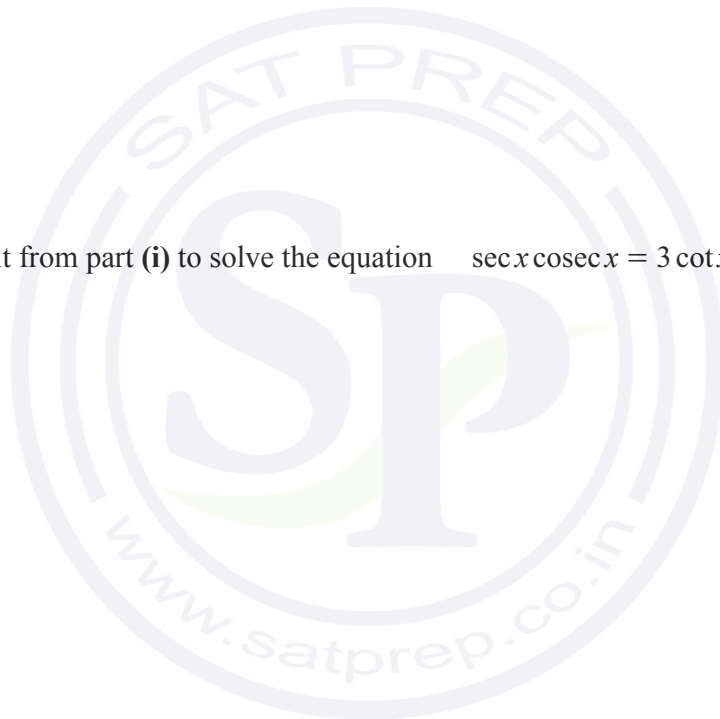 SAT PREP
t from part (i) to solve the equation sec x cosec x = 3 cot
SP
www.satprep.co.in